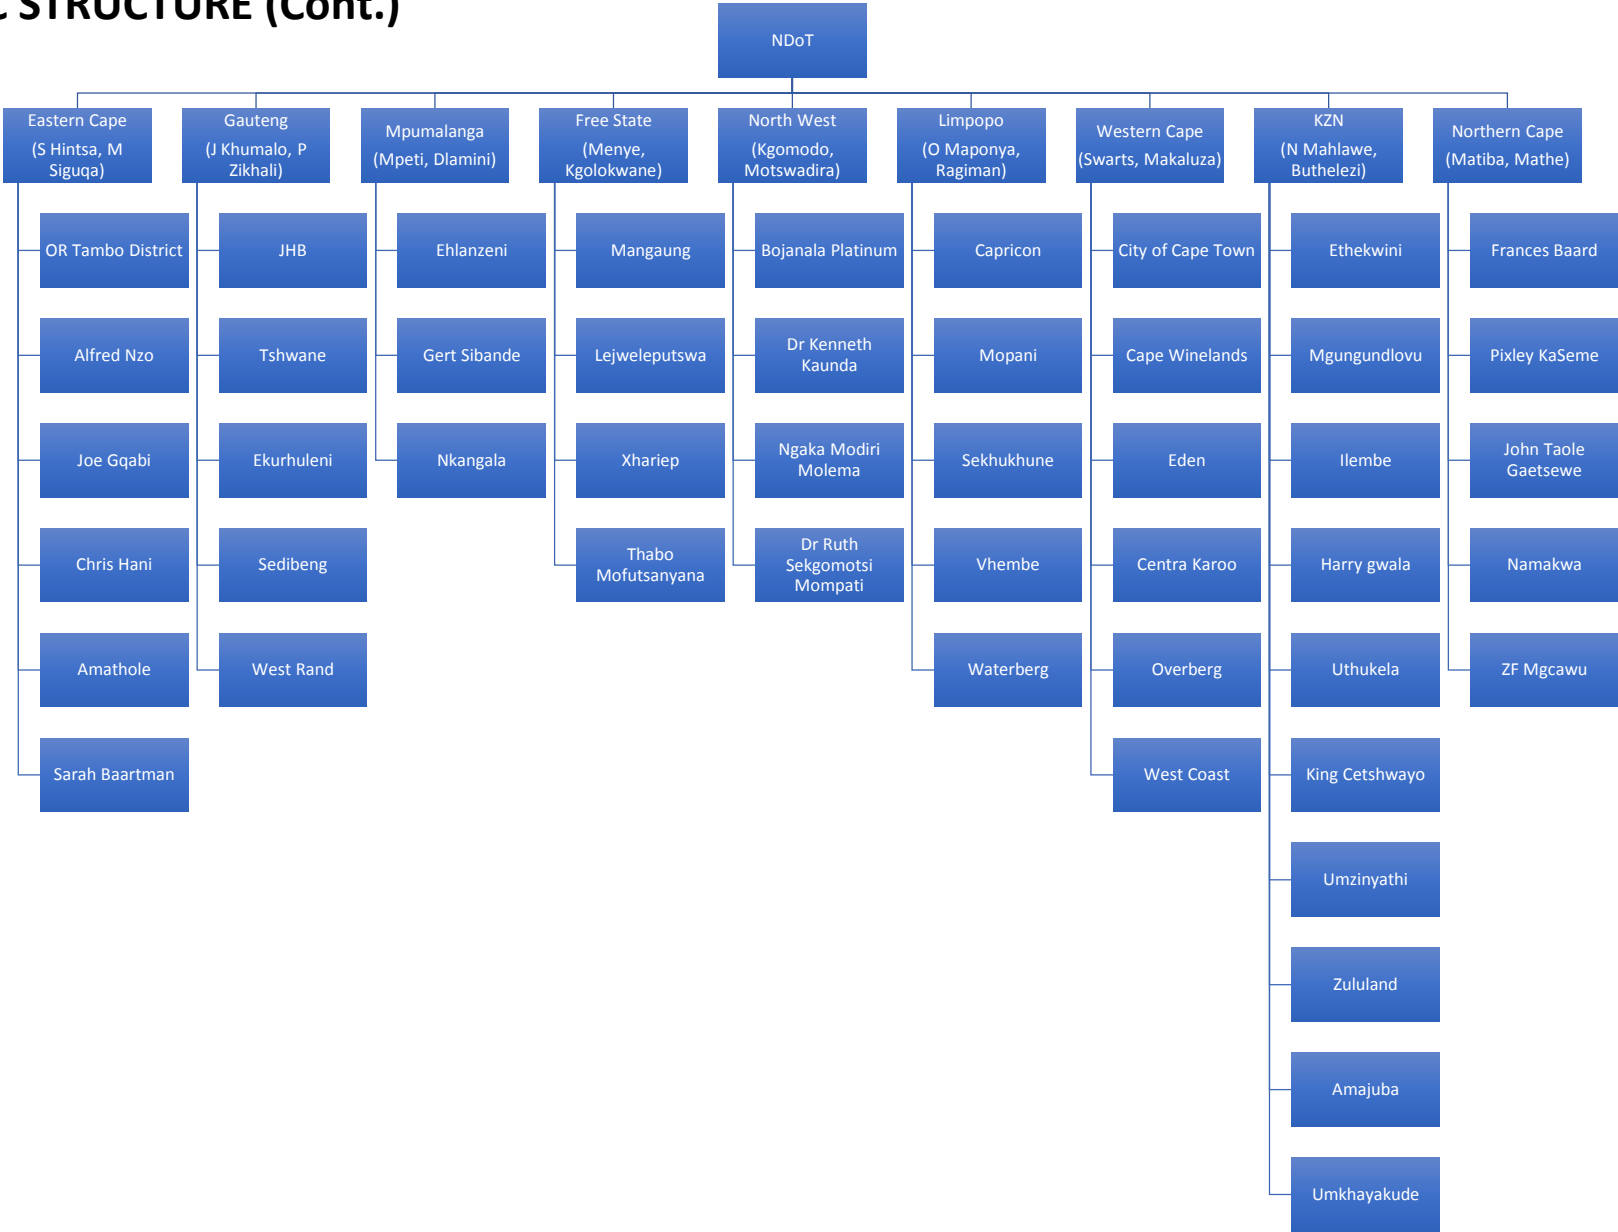 C STRUCTURE (Cont.)
NDoT
Eastern Cape
(S Hintsa, M
Siguqa)
Gauteng
(J Khumalo, P
Zikhali)
Mpumalanga
(Mpeti, Dlamini)
Free State
(Menye,
Kgolokwane)
North West
(Kgomodo,
Motswadira)
Limpopo
(O Maponya,
Ragiman)
Western Cape
(Swarts, Makaluza)
KZN
(N Mahlawe,
Buthelezi)
Northern Cape
(Matiba, Mathe)
OR Tambo District
Alfred Nzo
Joe Gqabi
Chris Hani
Amathole
Sarah Baartman
JHB
Tshwane
Ekurhuleni
Sedibeng
West Rand
Ehlanzeni
Gert Sibande
Nkangala
Mangaung
Lejweleputswa
Xhariep
Thabo
Mofutsanyana
Bojanala Platinum
Dr Kenneth
Kaunda
Ngaka Modiri
Molema
Dr Ruth
Sekgomotsi
Mompati
Capricon
Mopani
Sekhukhune
Vhembe
Waterberg
City of Cape Town
Cape Winelands
Eden
Centra Karoo
Overberg
West Coast
Ethekwini
Mgungundlovu
Ilembe
Harry gwala
Uthukela
King Cetshwayo
Umzinyathi
Zululand
Amajuba
Umkhayakude
Frances Baard
Pixley KaSeme
John Taole
Gaetsewe
Namakwa
ZF Mgcawu